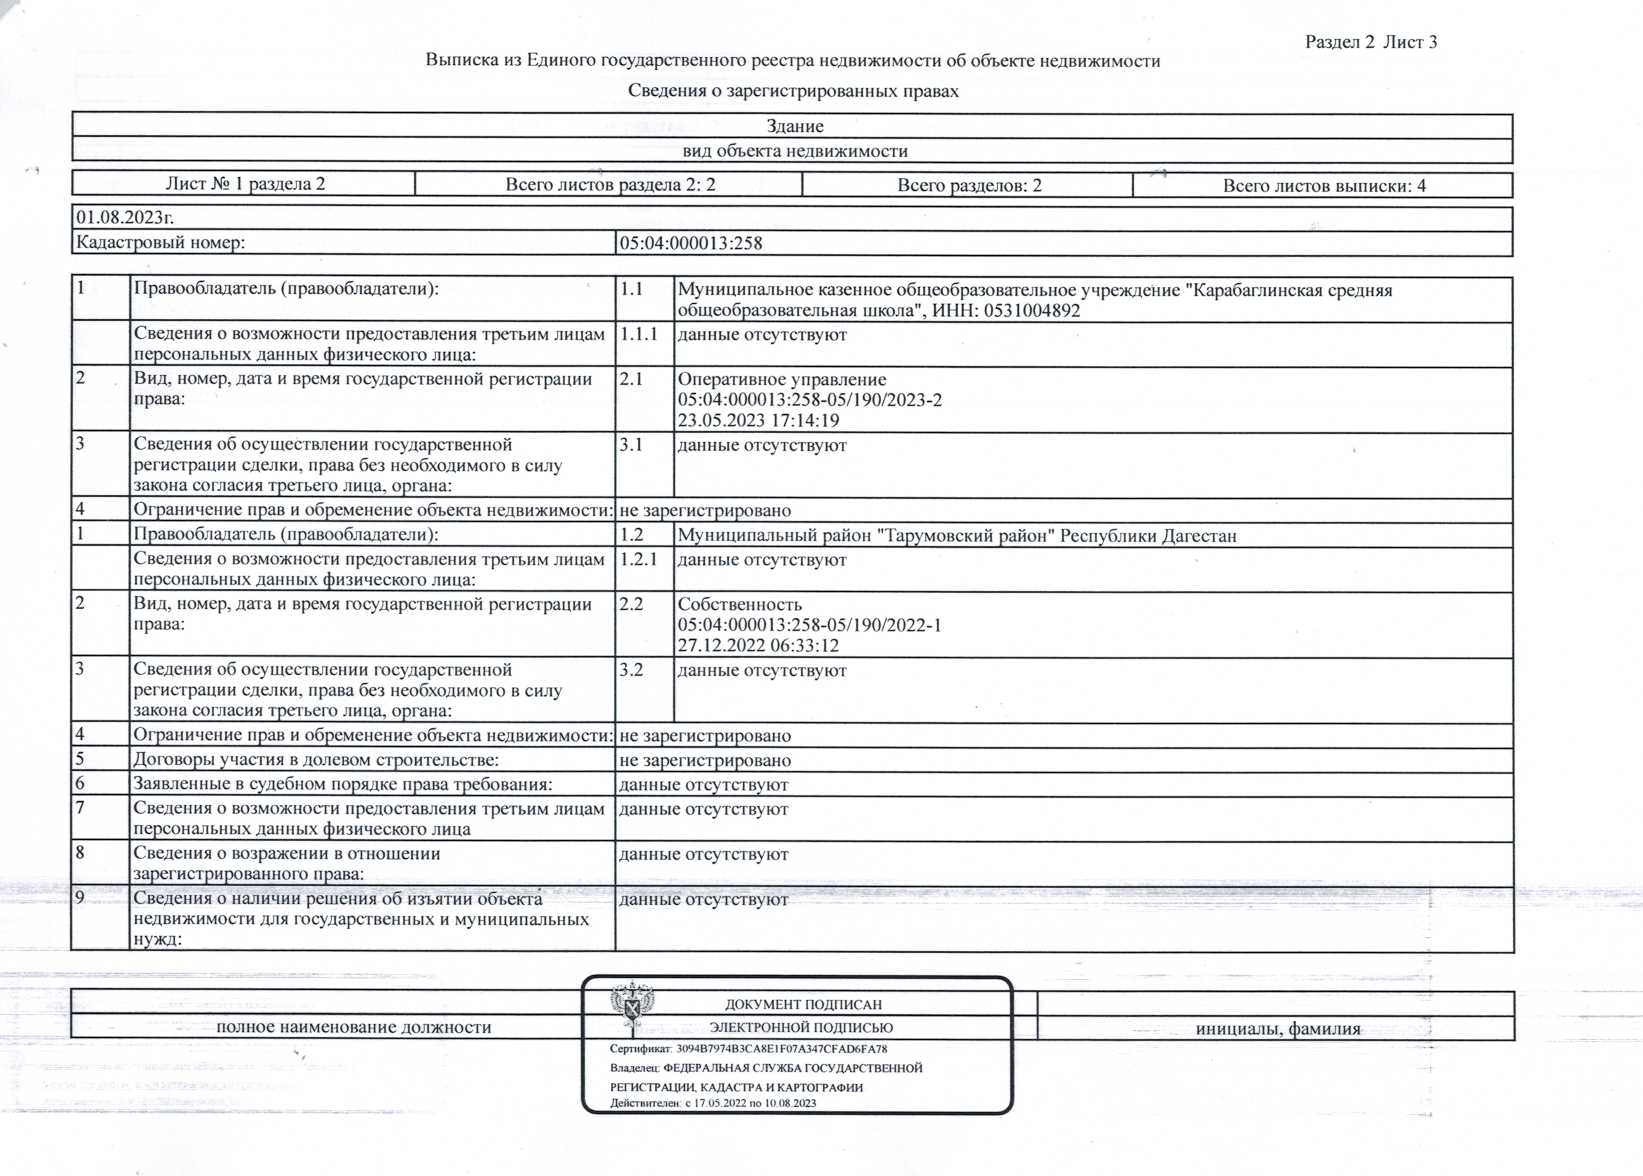 Раздел 2 Лист 3
Выписка из Единого государственного реестра недвижимости об объекте недвижимости
Сведения о зарегистрированных правах
Здание
вид объекта недвижимости
Лист № 1 раздела 2
Всего листов раздела 2: 2
Всего разделов: 2
Всего листов выписки: 4
01.08.2023г.
Кадастровый номер:
05:04:000013:258
1
Правообладатель (правообладатели):
1.1
Муниципальное казенное общеобразовательное учреждение "Карабаглинская средняя
общеобразовательная школа", ИНН: 0531004892
Сведения о возможности предоставления третьим лицам
персональных данных физического лица:
1.1.1
данные отсутствуют
2
Вид, номер, дата и время государственной регистрации
права:
2.1
Оперативное управление
05:04:000013:258-05/190/2023-2
23.05.2023 17:14:19
3
Сведения об осуществлении государственной
регистрации сделки, права без необходимого в силу
закона согласия третьего лица, органа:
3.1
данные отсутствуют
4
Ограничение прав и обременение объекта недвижимости:
не зарегистрировано
1
Правообладатель (правообладатели):
1.2
Муниципальный район "Тарумовский район" Республики Дагестан
Сведения о возможности предоставления третьим лицам
персональных данных физического лица:
1.2.1
данные отсутствуют
2
Вид, номер, дата и время государственной регистрации
права:
2.2
Собственность
05:04:000013:258-05/190/2022-1
27.12.2022 06:33:12
3
Сведения об осуществлении государственной
регистрации сделки, права без необходимого в силу
закона согласия третьего лица, органа:
3.2
данные отсутствуют
4
Ограничение прав и обременение объекта недвижимости:
не зарегистрировано
5
Договоры участия в долевом строительстве:
не зарегистрировано
6
Заявленные в судебном порядке права требования:
данные отсутствуют
7
Сведения о возможности предоставления третьим лицам
персональных данных физического лица
данные отсутствуют
8
Сведения о возражении в отношении
зарегистрированного права:
данные отсутствуют
9
Сведения о наличии решения об изъятии объекта
недвижимости для государственных и муниципальных
нужд:
данные отсутствуют
полное наименование должности
ДОКУМЕНТ ПОДПИСАН
ЭЛЕКТРОННОЙ ПОДПИСЬЮ
Сертификат: 3094B7974B3CA8E1F07A347CFAD6FA78
Владелец: ФЕДЕРАЛЬНАЯ СЛУЖБА ГОСУДАРСТВЕННОЙ
РЕГИСТРАЦИИ, КАДАСТРА И КАРТОГРАФИИ
Действителен: с 17.05.2022 по 10.08.2023
инициалы, фамилия